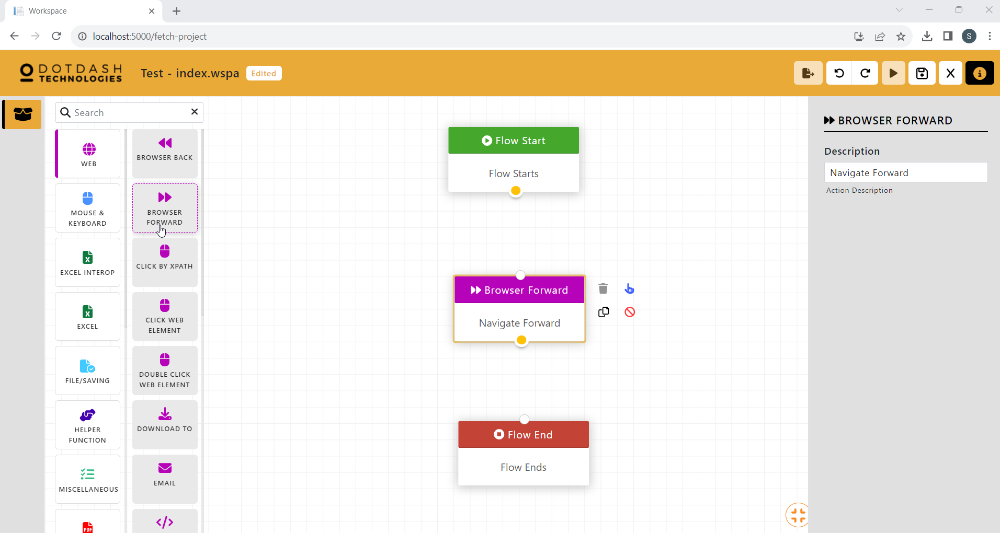 Workspace
localhost:5000/fetch-project
S
DOTDASH
TECHNOLOGIES
Test - index.wspa
Edited
Search
WEB
MOUSE &
KEYBOARD
EXCEL INTEROP
EXCEL
FILE/SAVING
HELPER
FUNCTION
MISCELLANEOUS
PDF
BROWSER BACK
BROWSER
FORWARD
CLICK BY XPATH
CLICK WEB
ELEMENT
DOUBLE CLICK
WEB ELEMENT
DOWNLOAD TO
EMAIL
Flow Start
Flow Starts
Browser Forward
Navigate Forward
Flow End
Flow Ends
BROWSER FORWARD
Description
Navigate Forward
Action Description